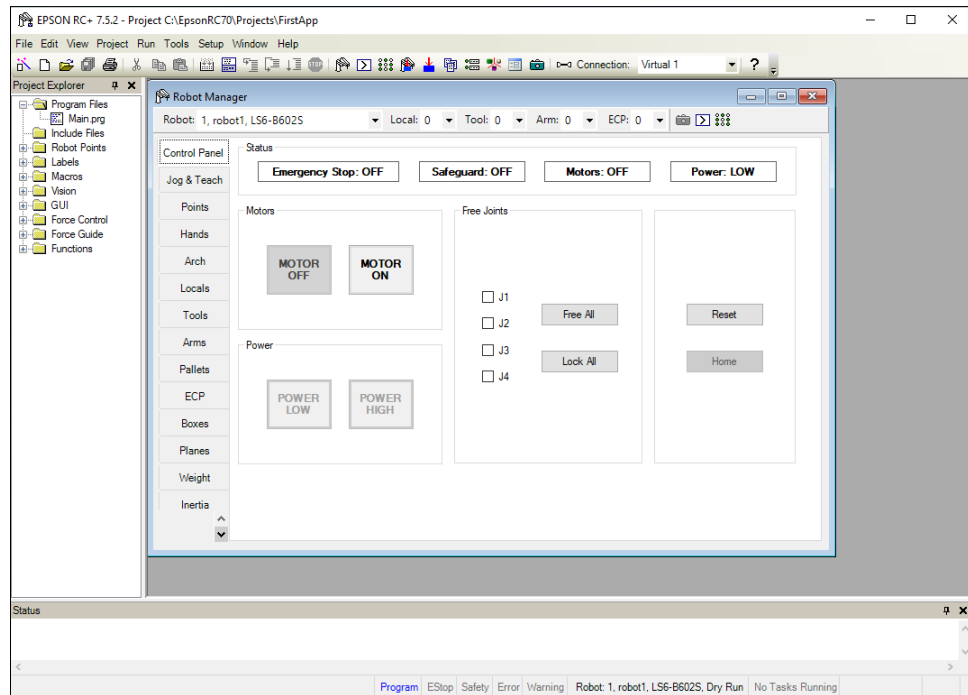 EPSON RC+ 7.5.2 - Project C:\EpsonRC70\Projects\FirstApp
File Edit View Project Run Tools Setup Window Help
STOP Connection: Virtual 1 ?
Project Explorer
Program Files
Main.prg
Include Files
Robot Points
Labels
Macros
Vision
GUI
Force Control
Force Guide
Functions
Robot Manager
Robot: 1, robot1, LS6-B602S Local: 0 Tool: 0 Arm: 0 ECP: 0
Control Panel
Jog & Teach
Points
Hands
Arch
Locals
Tools
Arms
Pallets
ECP
Boxes
Planes
Weight
Inertia
Status
Emergency Stop: OFF Safeguard: OFF Motors: OFF Power: LOW
Motors
MOTOR OFF
MOTOR ON
Power
POWER LOW
POWER HIGH
Free Joints
J1
J2
J3
J4
Free All
Lock All
Reset
Home
Status
Program EStop Safety Error Warning Robot: 1, robot1, LS6-B602S, Dry Run No Tasks Running